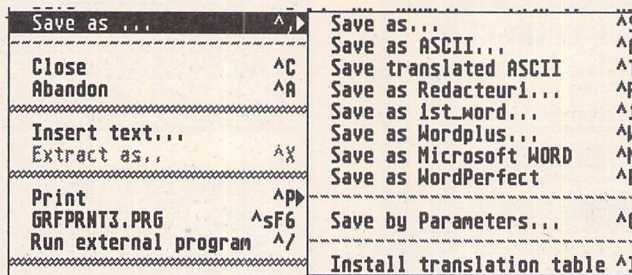 Save as ... ^,
Close ^C
Abandon ^A
Insert text...
Extract as.. ^X
Print ^P
GRFPRNT3.PRG ^sF6
Run external program ^/
Save as...
Save as ASCII...
Save translated ASCII
Save as Redacteur1...
Save as 1st_word...
Save as Wordplus...
Save as Microsoft WORD
Save as WordPerfect
Save by Parameters...
Install translation table